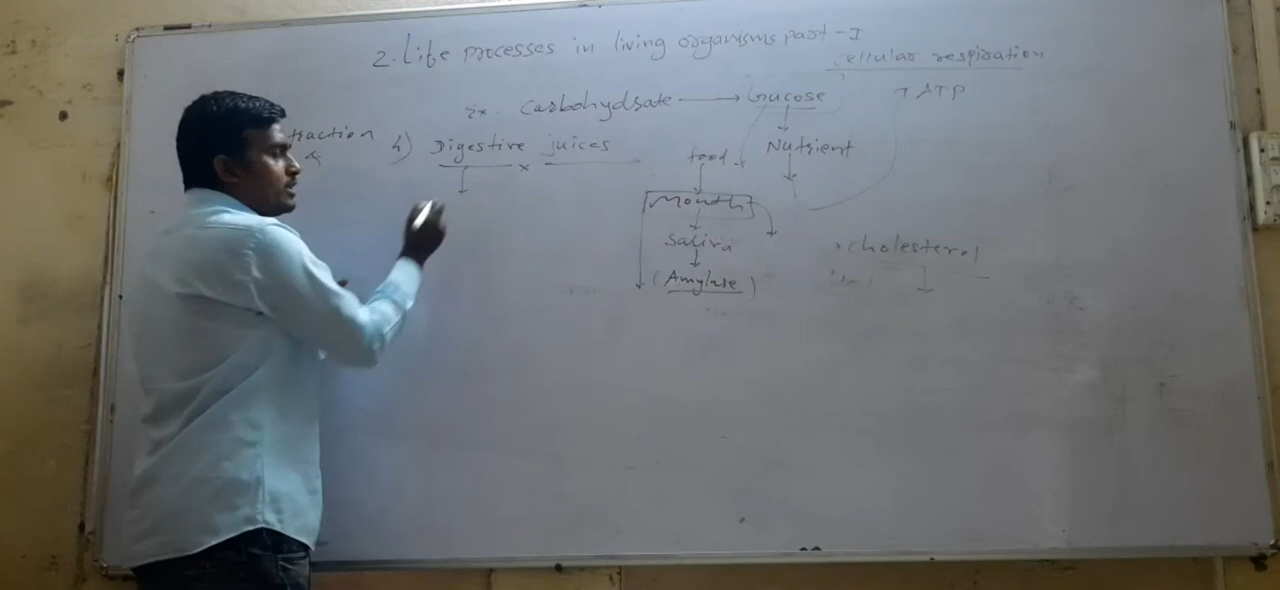 2. Life processes in living organisms part - I
Cellular respiration
Ex. Carbohydrate → Glucose
ATP
traction
4) Digestive juices
food
Nutrient
Mouth
Saliva
(Amylase)
Cholesterol